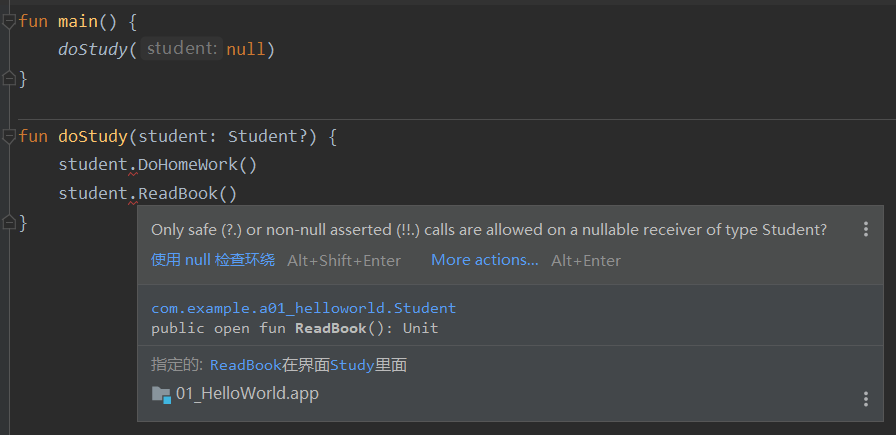 fun main() {
doStudy( student: null)
}
fun doStudy(student: Student?) {
student.DoHomeWork()
student.ReadBook()
}
Only safe (?.) or non-null asserted (!!.) calls are allowed on a nullable receiver of type Student?
使用 null 检查环绕 Alt+Shift+Enter More actions... Alt+Enter
com.example.a01_helloworld.Student
public open fun ReadBook(): Unit
指定的: ReadBook在界面Study里面
01_HelloWorld.app